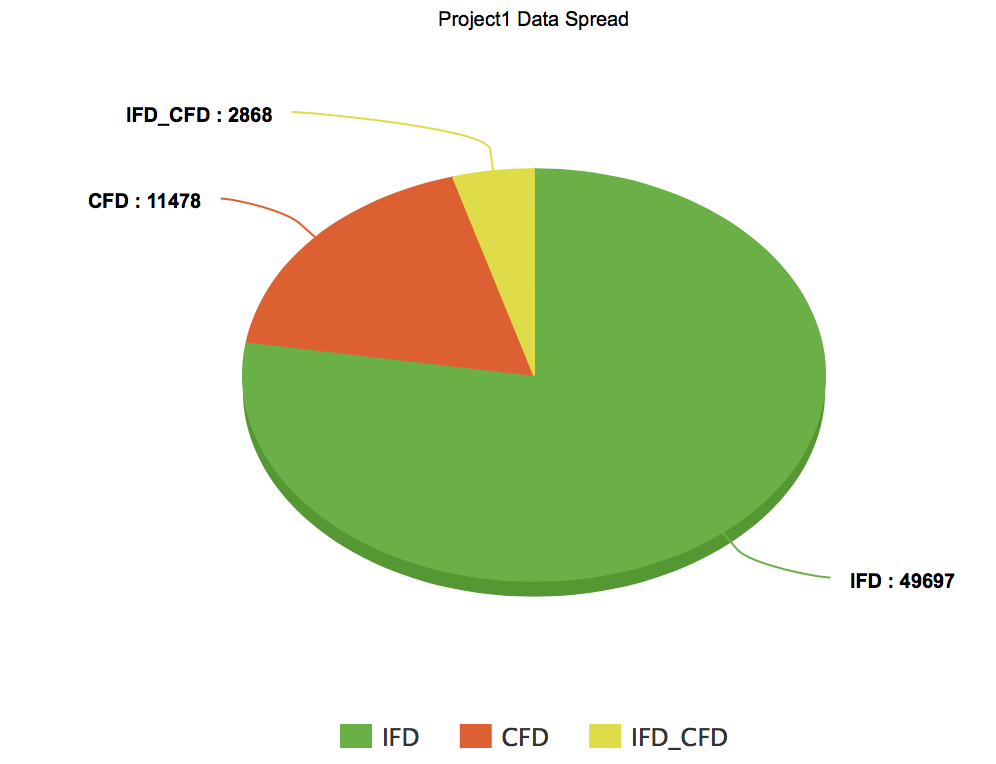 Project1 Data Spread
IFD_CFD : 2868
CFD : 11478
IFD : 49697
IFD CFD IFD_CFD